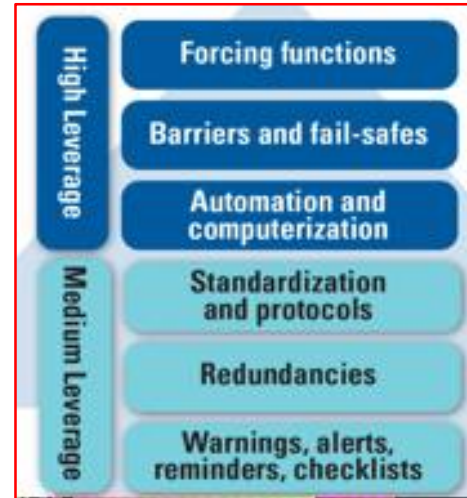 High Leverage
Forcing functions
Barriers and fail-safes
Automation and
computerization
Medium Leverage
Standardization
and protocols
Redundancies
Warnings, alerts,
reminders, checklists